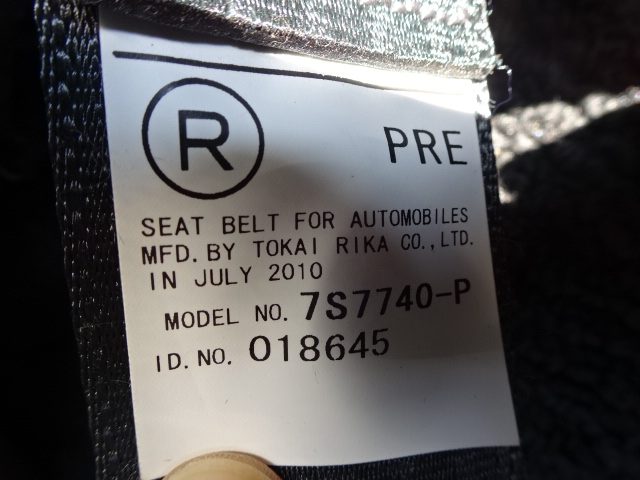 R PRE
SEAT BELT FOR AUTOMOBILES
MFD. BY TOKAI RIKA CO., LTD.
IN JULY 2010
MODEL NO. 7S7740-P
ID. NO. 018645